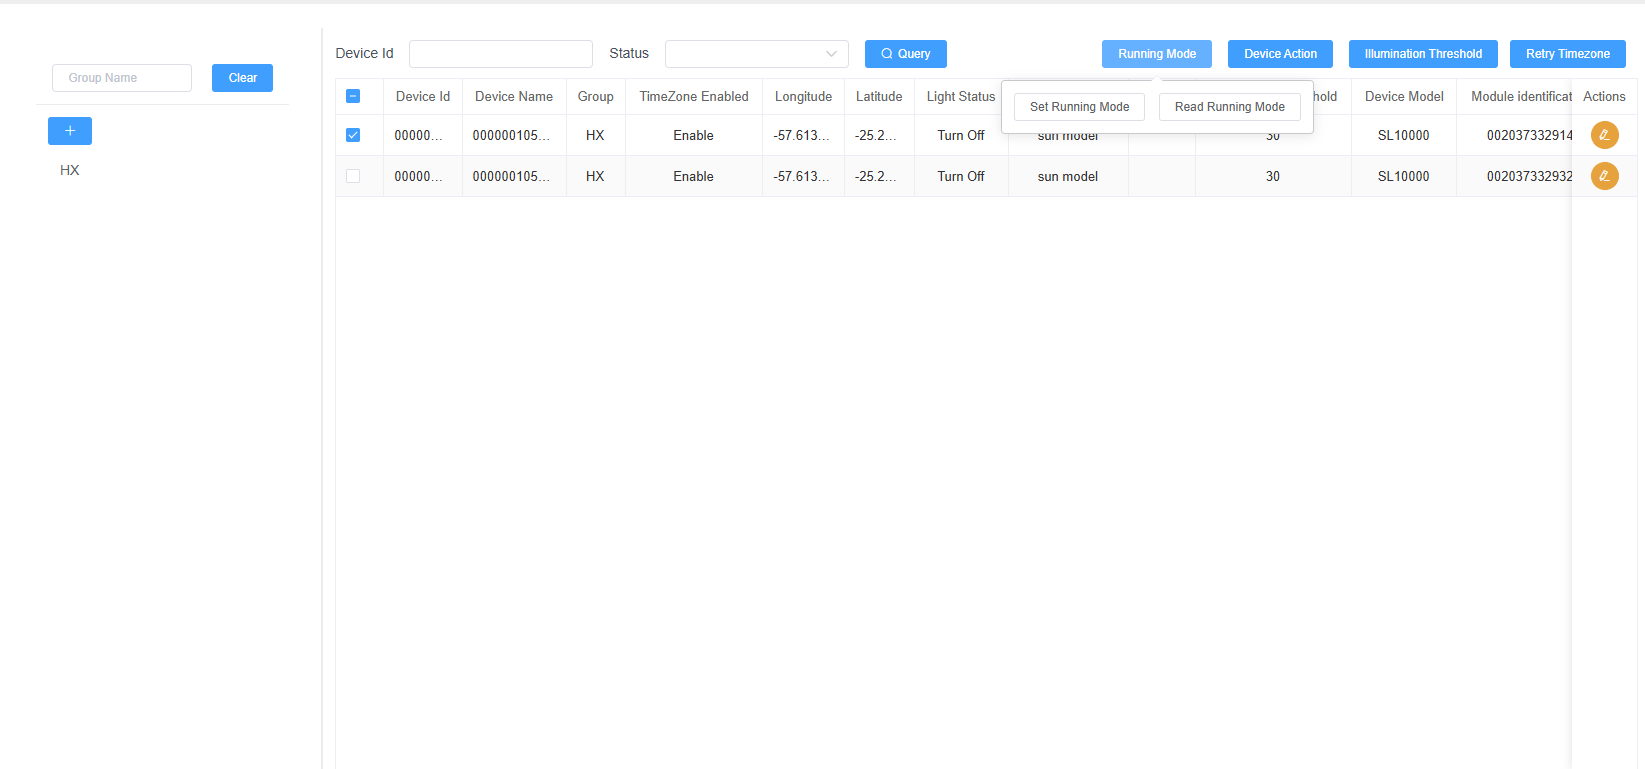 Device Id Status Query Running Mode Device Action Illumination Threshold Retry Timezone
Group Name Clear
Device Id Device Name Group TimeZone Enabled Longitude Latitude Light Status hold Device Model Module identificat Actions
Set Running Mode Read Running Mode
00000... 000000105... HX Enable -57.613... -25.2... Turn Off sun model 30 SL10000 002037332914
HX
00000... 000000105... HX Enable -57.613... -25.2... Turn Off sun model 30 SL10000 002037332932